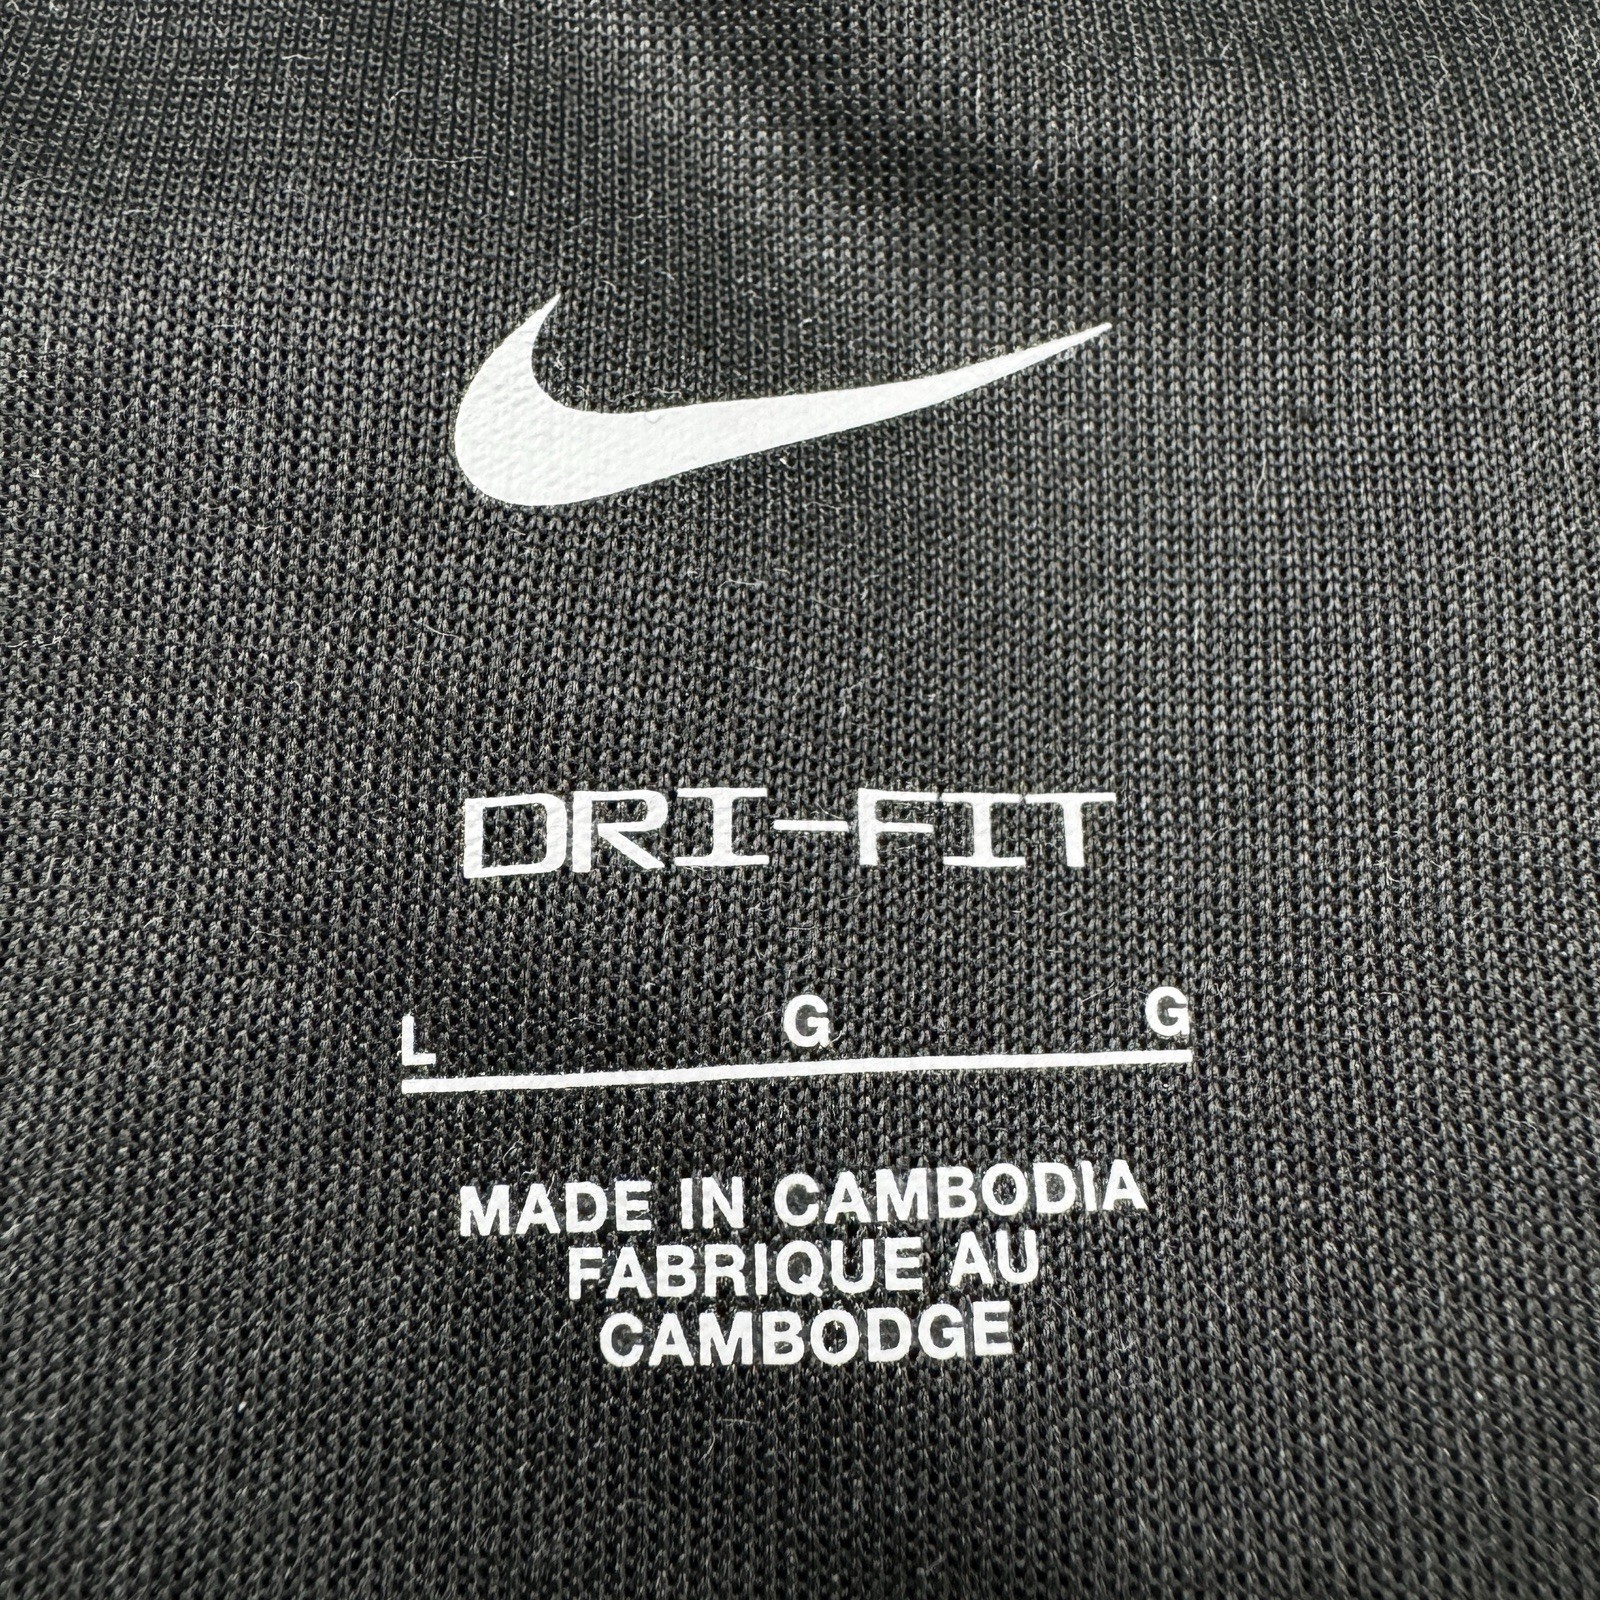 DRI-FIT
L G G
MADE IN CAMBODIA
FABRIQUE AU
CAMBODGE